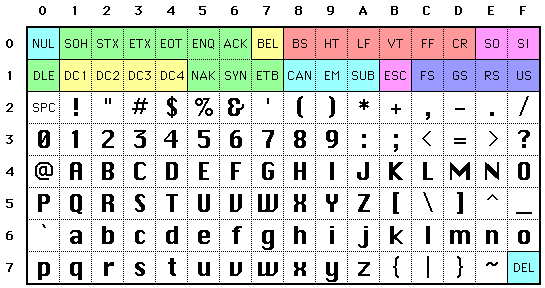 0 1 2 3 4 5 6 7 8 9 A B C D E F
0 NUL SOH STX ETX EOT ENQ ACK BEL BS HT LF VT FF CR SO SI
1 DLE DC1 DC2 DC3 DC4 NAK SYN ETB CAN EM SUB ESC FS GS RS US
2 SPC ! " # $ % & ' ( ) * + , - . /
3 0 1 2 3 4 5 6 7 8 9 : ; < = > ?
4 @ A B C D E F G H I J K L M N O
5 P Q R S T U V W X Y Z [ \ ] ^ _
6 ` a b c d e f g h i j k l m n o
7 p q r s t u v w x y z { | } ~ DEL